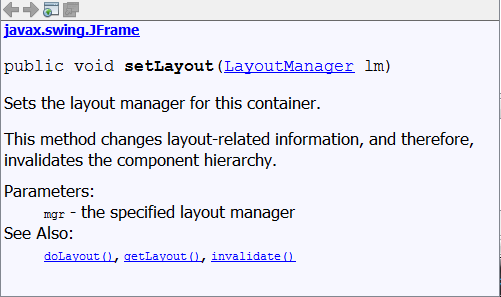 javax.swing.JFrame
public void setLayout(LayoutManager lm)
Sets the layout manager for this container.
This method changes layout-related information, and therefore,
invalidates the component hierarchy.
Parameters:
mgr - the specified layout manager
See Also:
doLayout(), getLayout(), invalidate()